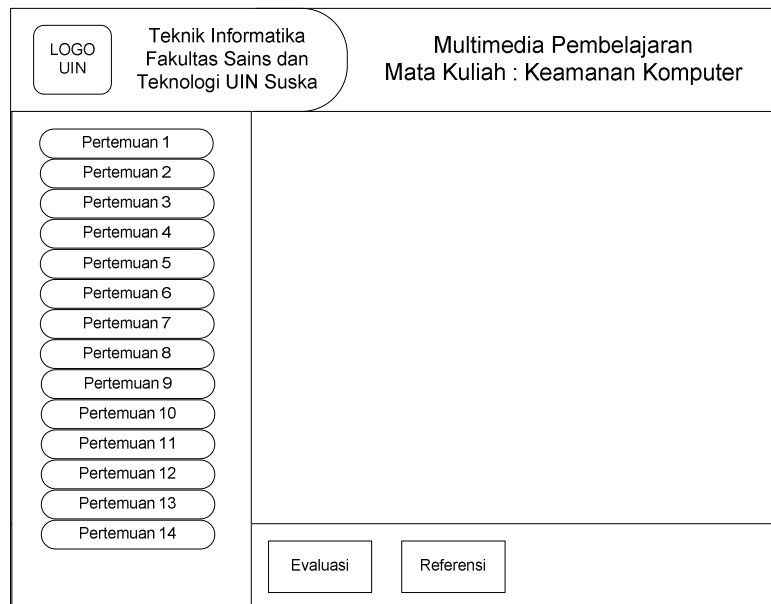 LOGO
UIN
Teknik Informatika
Fakultas Sains dan
Teknologi UIN Suska
Multimedia Pembelajaran
Mata Kuliah : Keamanan Komputer
Pertemuan 1
Pertemuan 2
Pertemuan 3
Pertemuan 4
Pertemuan 5
Pertemuan 6
Pertemuan 7
Pertemuan 8
Pertemuan 9
Pertemuan 10
Pertemuan 11
Pertemuan 12
Pertemuan 13
Pertemuan 14
Evaluasi
Referensi